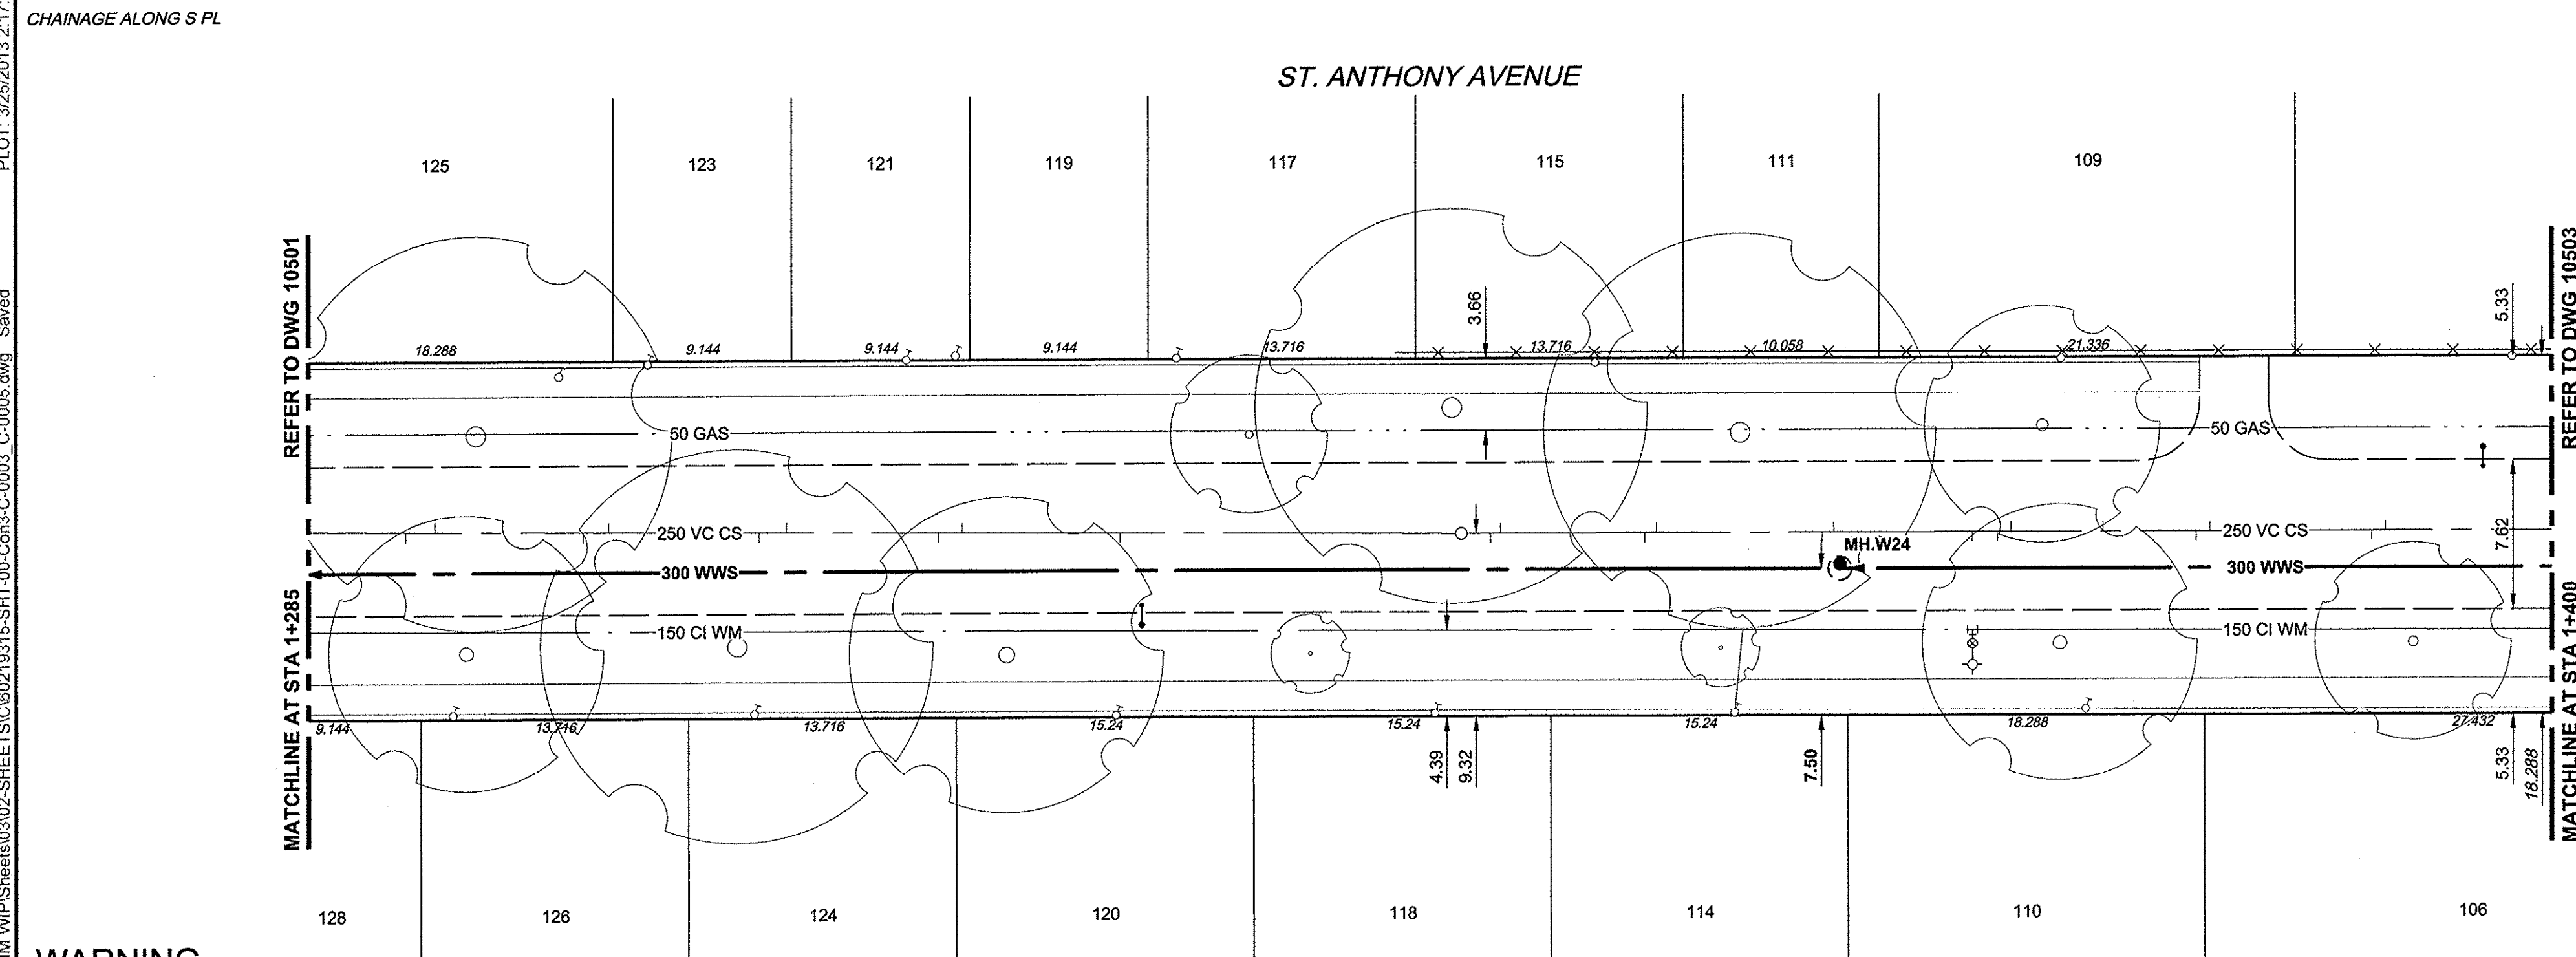 CHAINAGE ALONG S PL
ST. ANTHONY AVENUE
125 123 121 119 117 115 111 109
REFER TO DWG 10501
REFER TO DWG 10503
3.66
5.33
18.288 9.144 9.144 9.144 13.716 13.716 10.058 21.336
50 GAS 50 GAS
250 VC CS 250 VC CS
7.62
MH.W24
300 WWS 300 WWS
150 CI WM 150 CI WM
MATCHLINE AT STA 1+285
MATCHLINE AT STA 1+400
9.144 13.716 13.716 15.24 15.24 15.24 18.288 27.432
4.39 9.32 7.50 5.33 18.288
128 126 124 120 118 114 110 106
WARNING